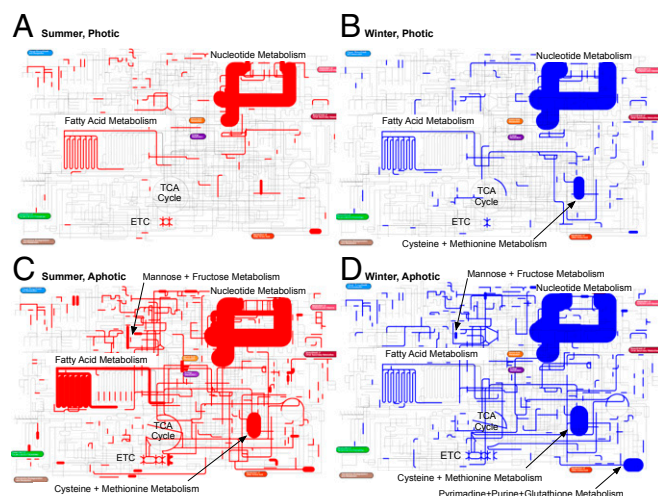 A Summer, Photic
Nucleotide Metabolism
Fatty Acid Metabolism
TCA
Cycle
ETC
B Winter, Photic
Nucleotide Metabolism
Fatty Acid Metabolism
TCA
Cycle
ETC
Cysteine + Methionine Metabolism
C Summer, Aphotic
Mannose + Fructose Metabolism
Nucleotide Metabolism
Fatty Acid Metabolism
TCA
Cycle
ETC
Cysteine + Methionine Metabolism
D Winter, Aphotic
Mannose + Fructose Metabolism
Nucleotide Metabolism
Fatty Acid Metabolism
TCA
Cycle
ETC
Cysteine + Methionine Metabolism
Pyrimadine+Purine+Glutathione Metabolism